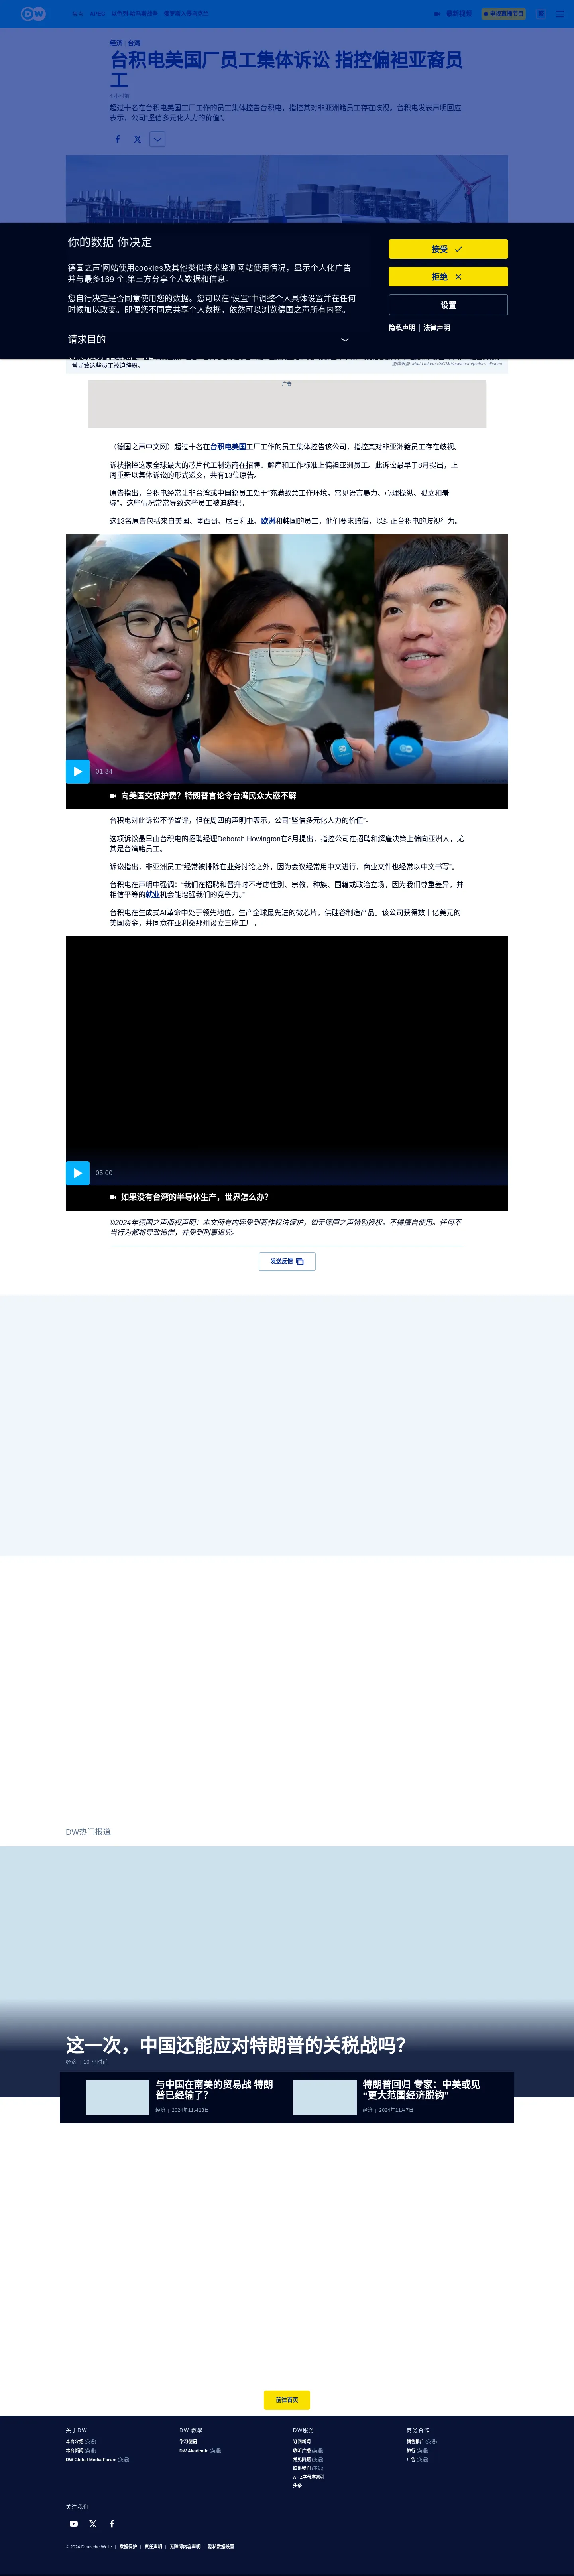 DW
APEC
最新视频
电视直播节目
经济 | 台湾
台积电美国厂员工集体诉讼 指控偏袒亚裔员
工
4 小时前
超过十名在台积电美国工厂工作的员工集体控告台积电，指控其对非亚洲籍员工存在歧视。台积电发表声明回应
表示，公司“坚信多元化人力的价值”。
你的数据 你决定
德国之声'网站使用cookies及其他类似技术监测网站使用情况，显示个人化广告
并与最多169 个;第三方分享个人数据和信息。
您自行决定是否同意使用您的数据。您可以在“设置”中调整个人具体设置并在任何
时候加以改变。即便您不同意共享个人数据，依然可以浏览德国之声所有内容。
请求目的
接受
拒绝
设置
隐私声明 | 法律声明
常导致这些员工被迫辞职。
广告
（德国之声中文网）超过十名在台积电美国工厂工作的员工集体控告该公司，指控其对非亚洲籍员工存在歧视。
诉状指控这家全球最大的芯片代工制造商在招聘、解雇和工作标准上偏袒亚洲员工。此诉讼最早于8月提出，上
周重新以集体诉讼的形式递交，共有13位原告。
原告指出，台积电经常让非台湾或中国籍员工处于“充满敌意工作环境，常见语言暴力、心理操纵、孤立和羞
辱”，这些情况常常导致这些员工被迫辞职。
这13名原告包括来自美国、墨西哥、尼日利亚、欧洲和韩国的员工，他们要求赔偿，以纠正台积电的歧视行为。
01:34
向美国交保护费？特朗普言论令台湾民众大惑不解
台积电对此诉讼不予置评，但在周四的声明中表示，公司“坚信多元化人力的价值”。
这项诉讼最早由台积电的招聘经理Deborah Howington在8月提出，指控公司在招聘和解雇决策上偏向亚洲人，尤
其是台湾籍员工。
诉讼指出，非亚洲员工“经常被排除在业务讨论之外，因为会议经常用中文进行，商业文件也经常以中文书写”。
台积电在声明中强调：“我们在招聘和晋升时不考虑性别、宗教、种族、国籍或政治立场，因为我们尊重差异，并
相信平等的就业机会能增强我们的竞争力。”
台积电在生成式AI革命中处于领先地位，生产全球最先进的微芯片，供硅谷制造产品。该公司获得数十亿美元的
美国资金，并同意在亚利桑那州设立三座工厂。
05:00
如果没有台湾的半导体生产，世界怎么办？
©2024年德国之声版权声明：本文所有内容受到著作权法保护，如无德国之声特别授权，不得擅自使用。任何不
当行为都将导致追偿，并受到刑事追究。
发送反馈
DW热门报道
这一次，中国还能应对特朗普的关税战吗？
经济 | 10 小时前
与中国在南美的贸易战 特朗
普已经输了？
经济 | 2024年11月13日
特朗普回归 专家：中美或见
“更大范围经济脱钩”
经济 | 2024年11月7日
前往首页
关于DW
本台介绍 (英语)
本台新闻 (英语)
DW Global Media Forum (英语)
DW 教學
学习德语
DW Akademie (英语)
DW服务
订阅新闻
收听广播 (英语)
常见问题 (英语)
联系我们 (英语)
A - Z字母序索引
头条
商务合作
销售推广 (英语)
旅行 (英语)
广告 (英语)
关注我们
© 2024 Deutsche Welle | 数据保护 | 责任声明 | 无障碍内容声明 | 隐私数据设置